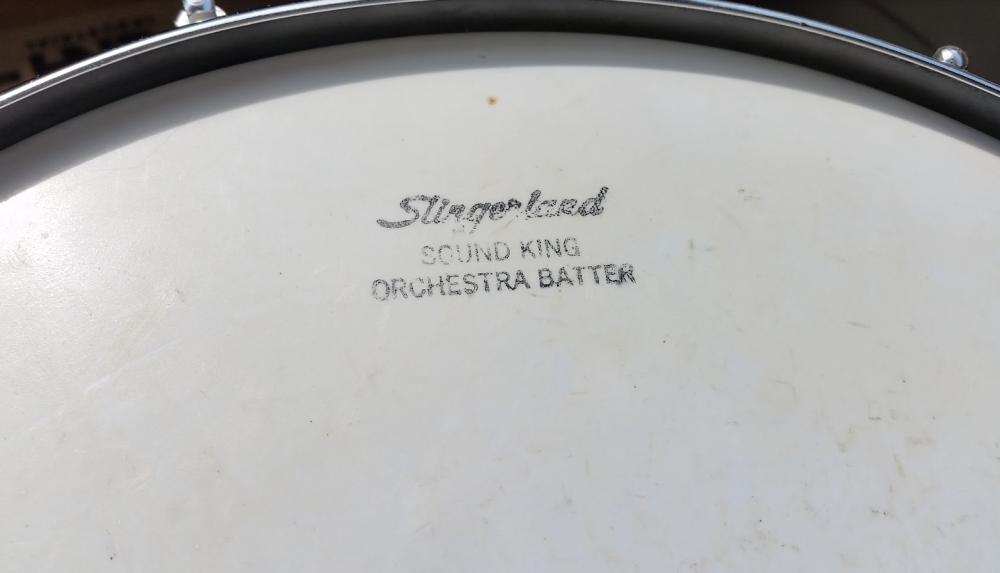 Slingerland
SOUND KING
ORCHESTRA BATTER